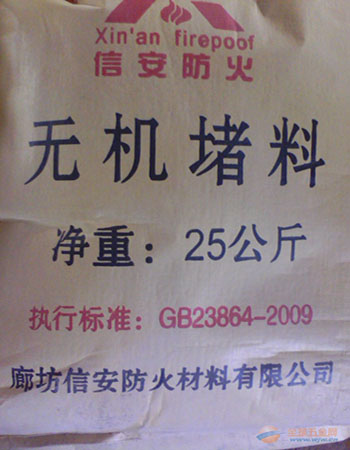 Xin'an firepoof
信安防火
无机堵料
净重：25公斤
执行标准：GB23864-2009
廊坊信安防火材料有限公司